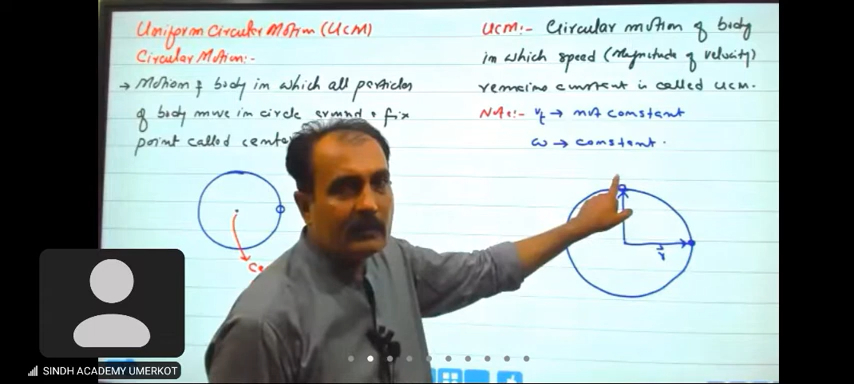 Uniform Circular Motion (UCM)
Circular Motion:-
→ Motion of body in which all particles
of body move in circle around a fix
point called cente
UCM:- Circular motion of body
in which speed (Magnitude of velocity)
remains constant is called UCM.
Note:- vt → not constant
ω → constant.
r
SINDH ACADEMY UMERKOT